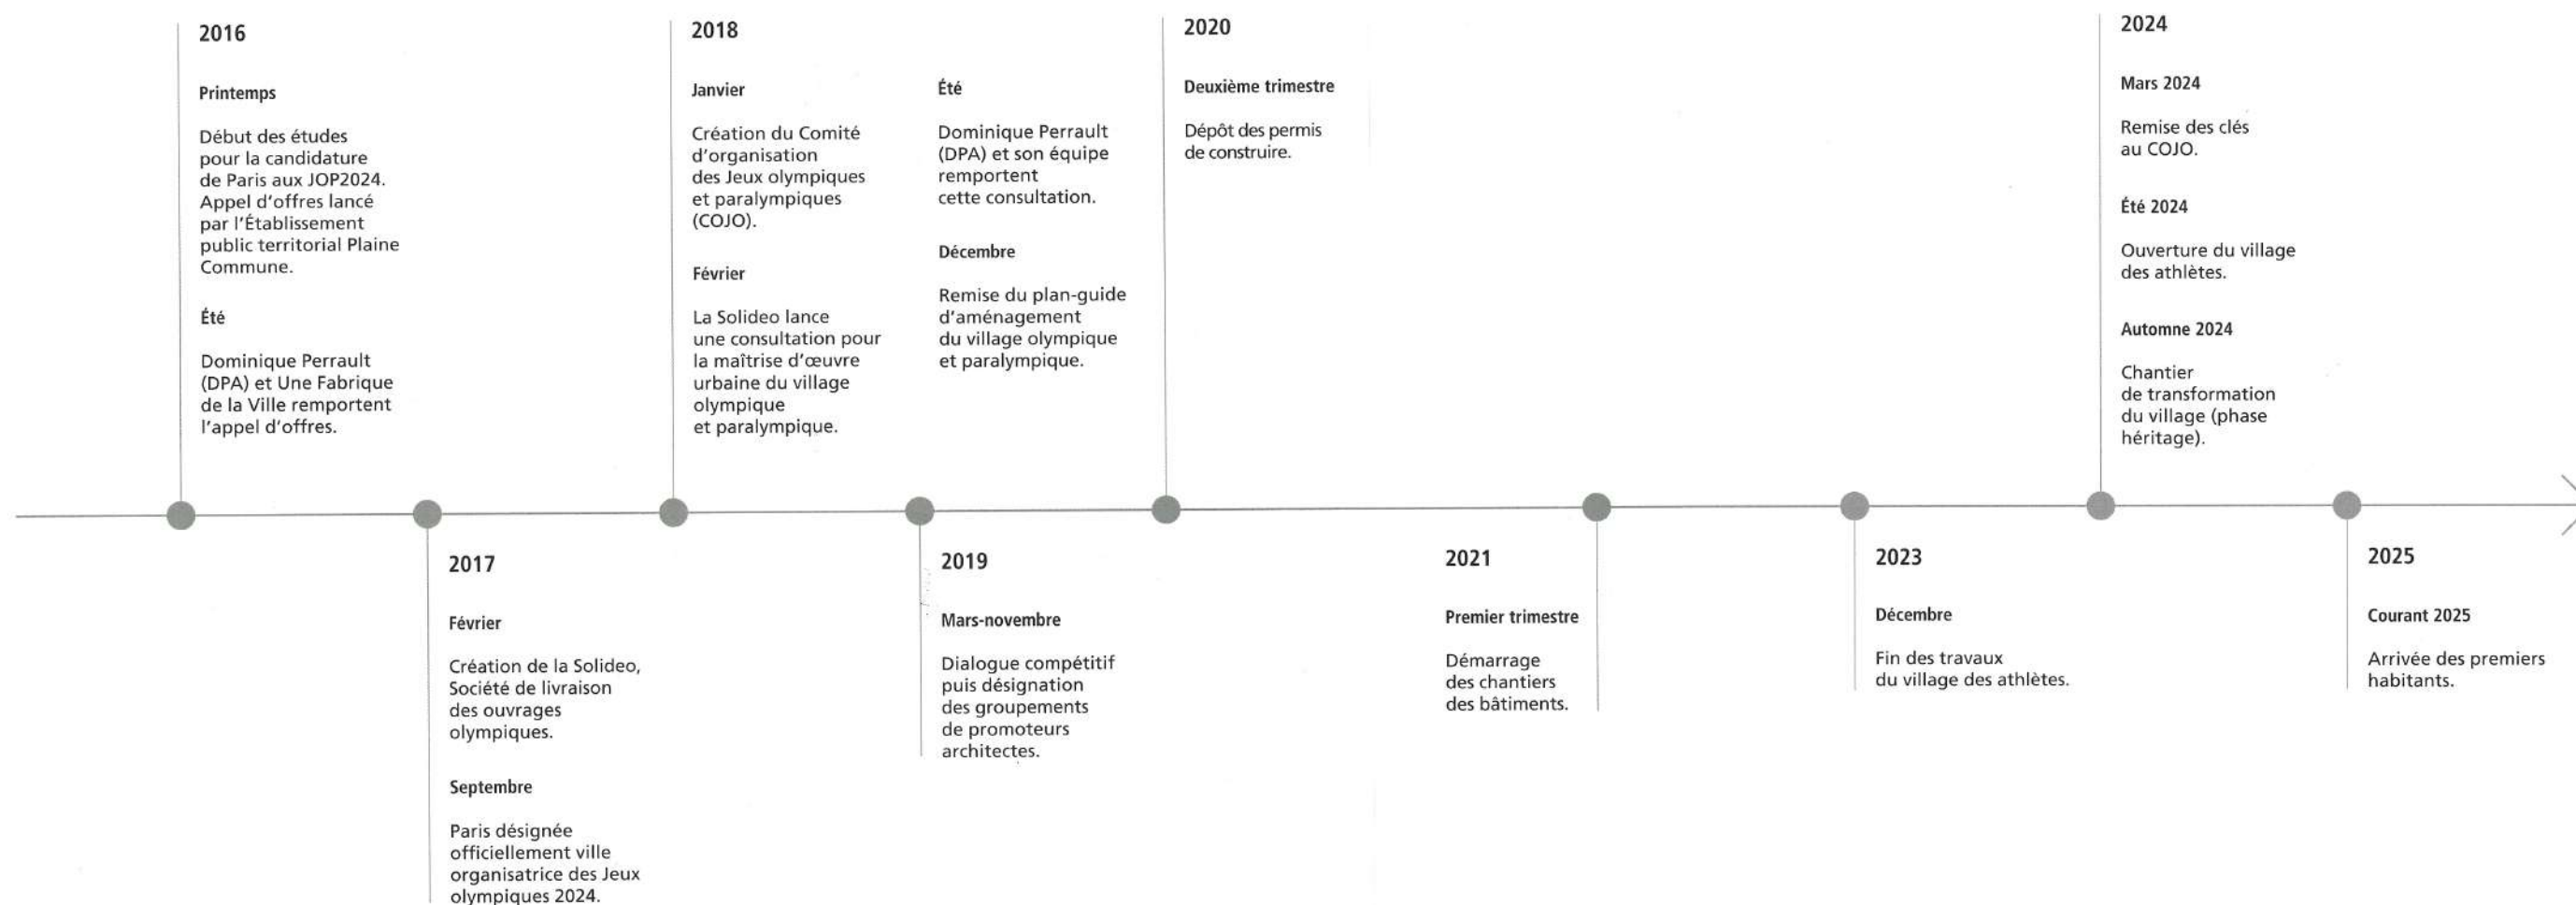 2016
Printemps
Début des études
pour la candidature
de Paris aux JOP2024.
Appel d'offres lancé
par l'Établissement
public territorial Plaine
Commune.
Été
Dominique Perrault
(DPA) et Une Fabrique
de la Ville remportent
l'appel d'offres.
2017
Février
Création de la Solideo,
Société de livraison
des ouvrages
olympiques.
Septembre
Paris désignée
officiellement ville
organisatrice des Jeux
olympiques 2024.
2018
Janvier
Création du Comité
d'organisation
des Jeux olympiques
et paralympiques
(COJO).
Février
La Solideo lance
une consultation pour
la maîtrise d'œuvre
urbaine du village
olympique
et paralympique.
Été
Dominique Perrault
(DPA) et son équipe
remportent
cette consultation.
Décembre
Remise du plan-guide
d'aménagement
du village olympique
et paralympique.
2019
Mars-novembre
Dialogue compétitif
puis désignation
des groupements
de promoteurs
architectes.
2020
Deuxième trimestre
Dépôt des permis
de construire.
2021
Premier trimestre
Démarrage
des chantiers
des bâtiments.
2023
Décembre
Fin des travaux
du village des athlètes.
2024
Mars 2024
Remise des clés
au COJO.
Été 2024
Ouverture du village
des athlètes.
Automne 2024
Chantier
de transformation
du village (phase
héritage).
2025
Courant 2025
Arrivée des premiers
habitants.